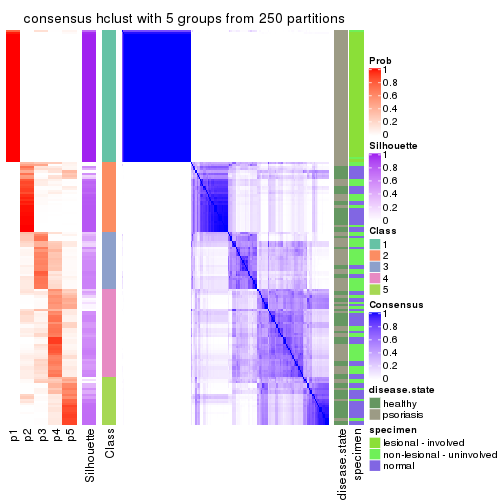 consensus hclust with 5 groups from 250 partitions
Prob
1
0.8
0.6
0.4
0.2
0
Silhouette
1
0.8
0.6
0.4
0.2
0
Class
1
2
3
4
5
Consensus
1
0.8
0.6
0.4
0.2
0
disease.state
healthy
psoriasis
specimen
lesional - involved
non-lesional - uninvolved
normal
p1
p2
p3
p4
p5
Silhouette
Class
disease.state
specimen